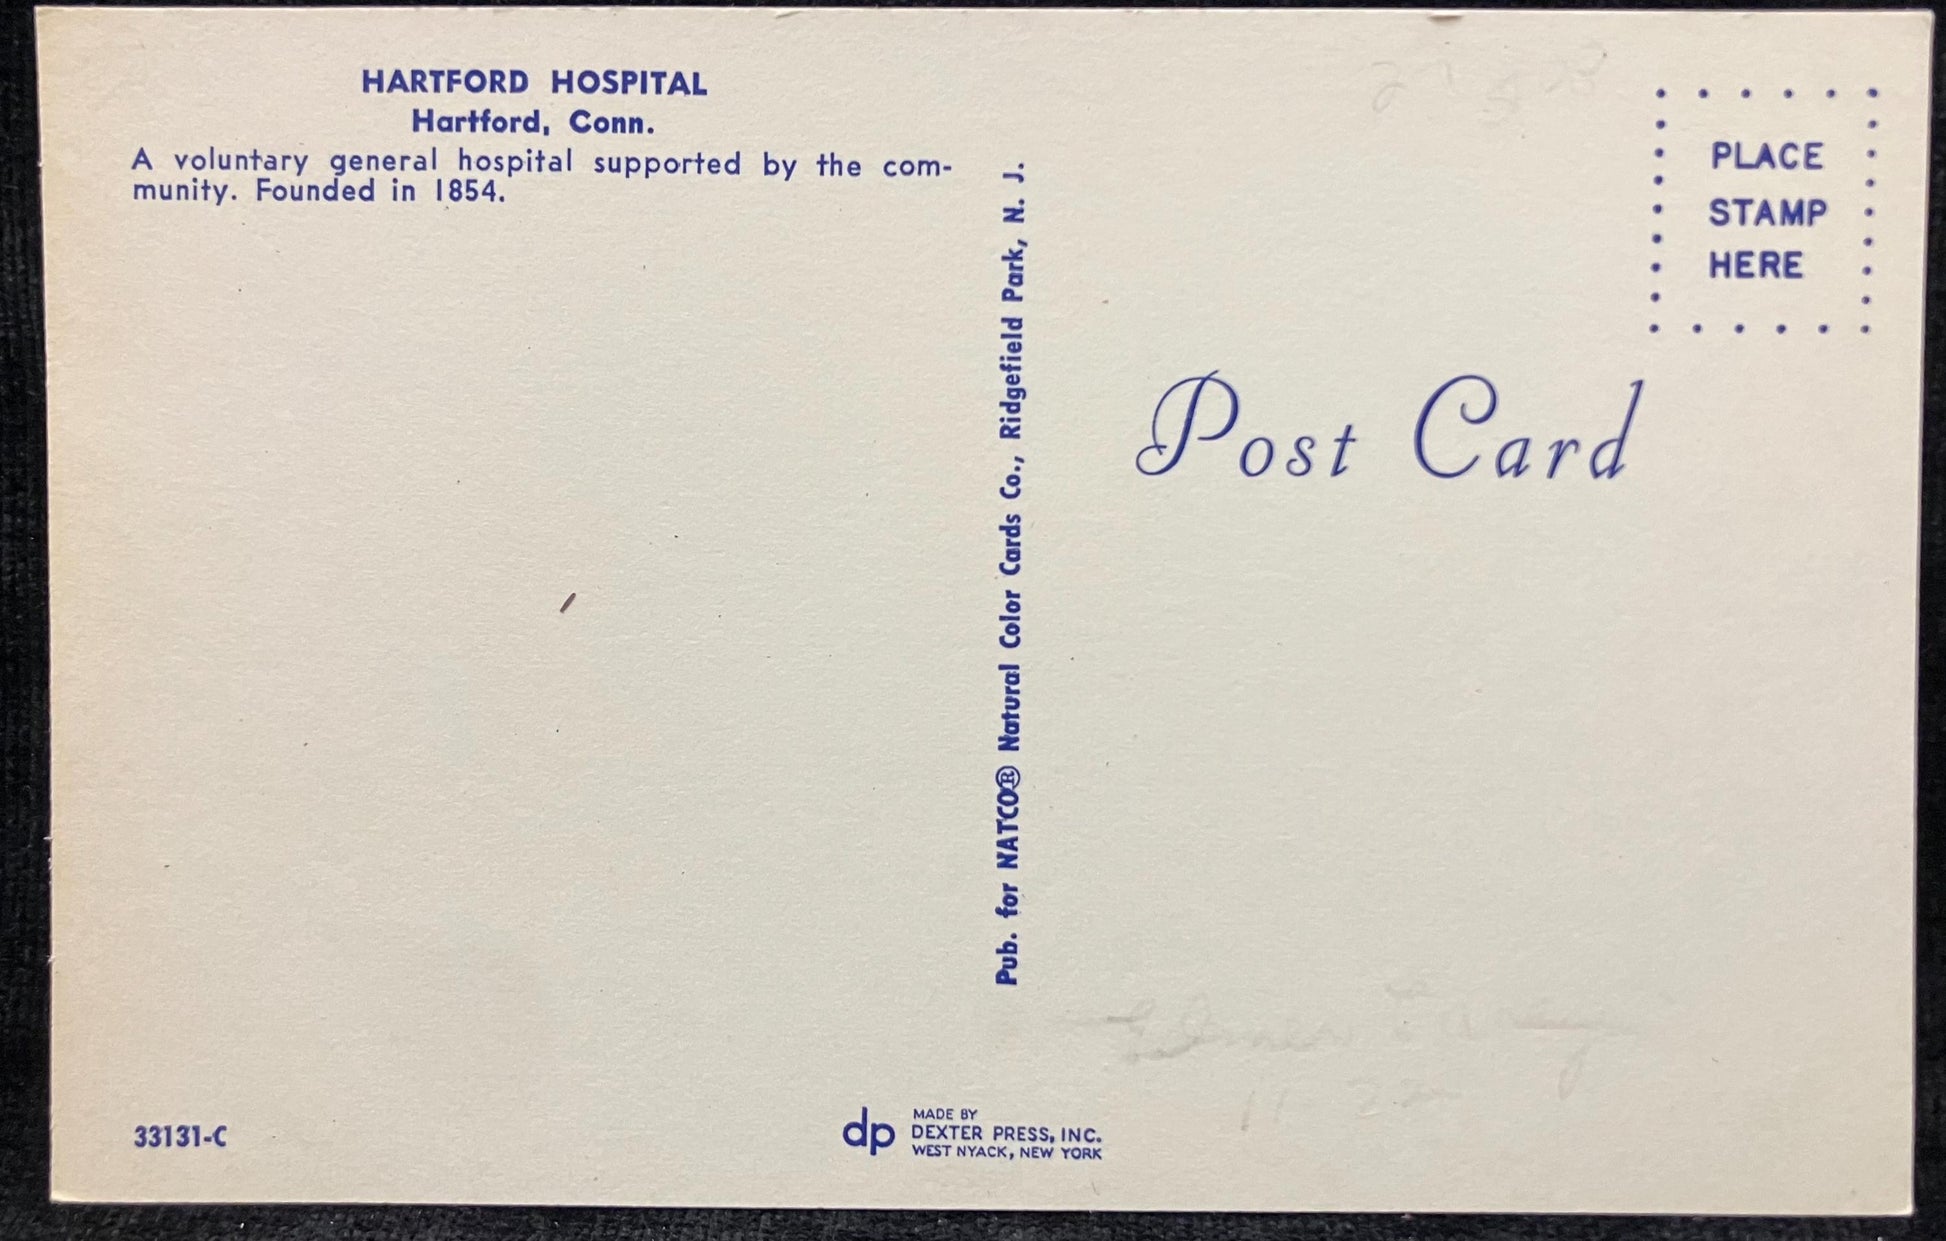 HARTFORD HOSPITAL
Hartford, Conn.
A voluntary general hospital supported by the com-
munity. Founded in 1854.
Pub. for NATCO® Natural Color Cards Co., Ridgefield Park, N. J.
PLACE
STAMP
HERE
Post Card
33131-C
dp
MADE BY
DEXTER PRESS, INC.
WEST NYACK, NEW YORK